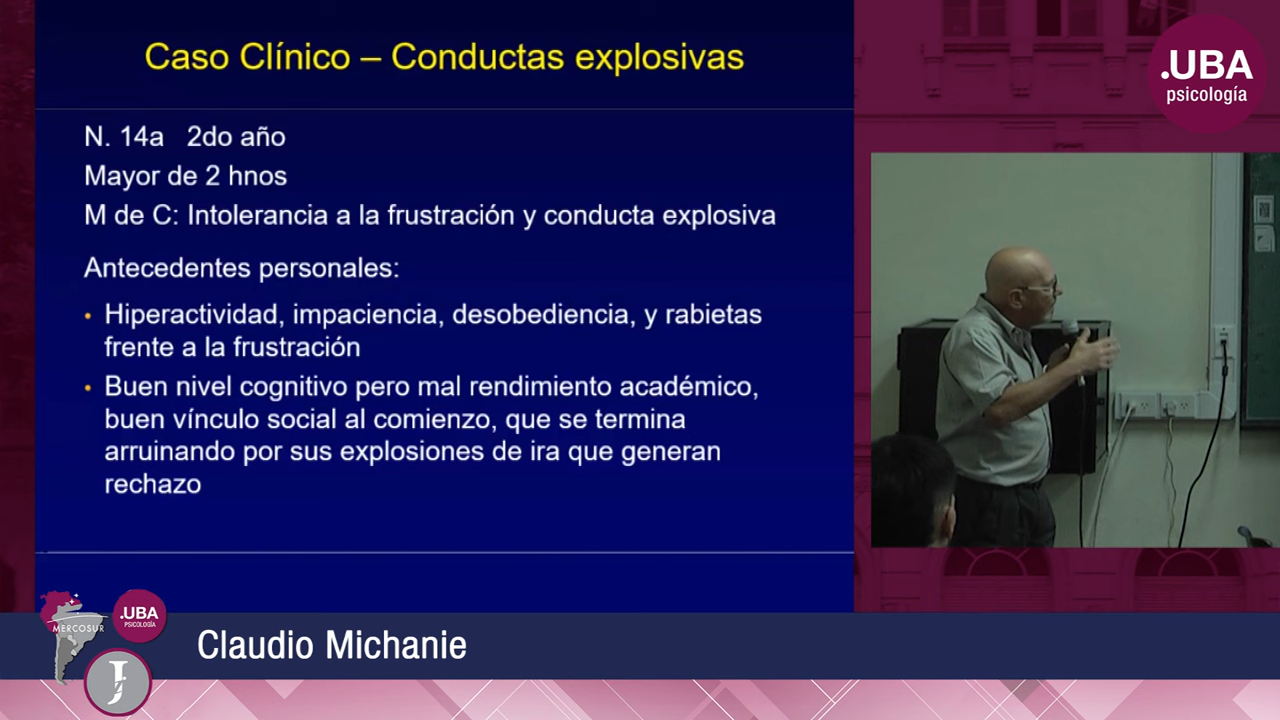 Caso Clínico – Conductas explosivas
N. 14a 2do año
Mayor de 2 hnos
M de C: Intolerancia a la frustración y conducta explosiva
Antecedentes personales:
• Hiperactividad, impaciencia, desobediencia, y rabietas
frente a la frustración
• Buen nivel cognitivo pero mal rendimiento académico,
buen vínculo social al comienzo, que se termina
arruinando por sus explosiones de ira que generan
rechazo
.UBA
psicología
MERCOSUR
.UBA
PSICOLOGÍA
J
Claudio Michanie